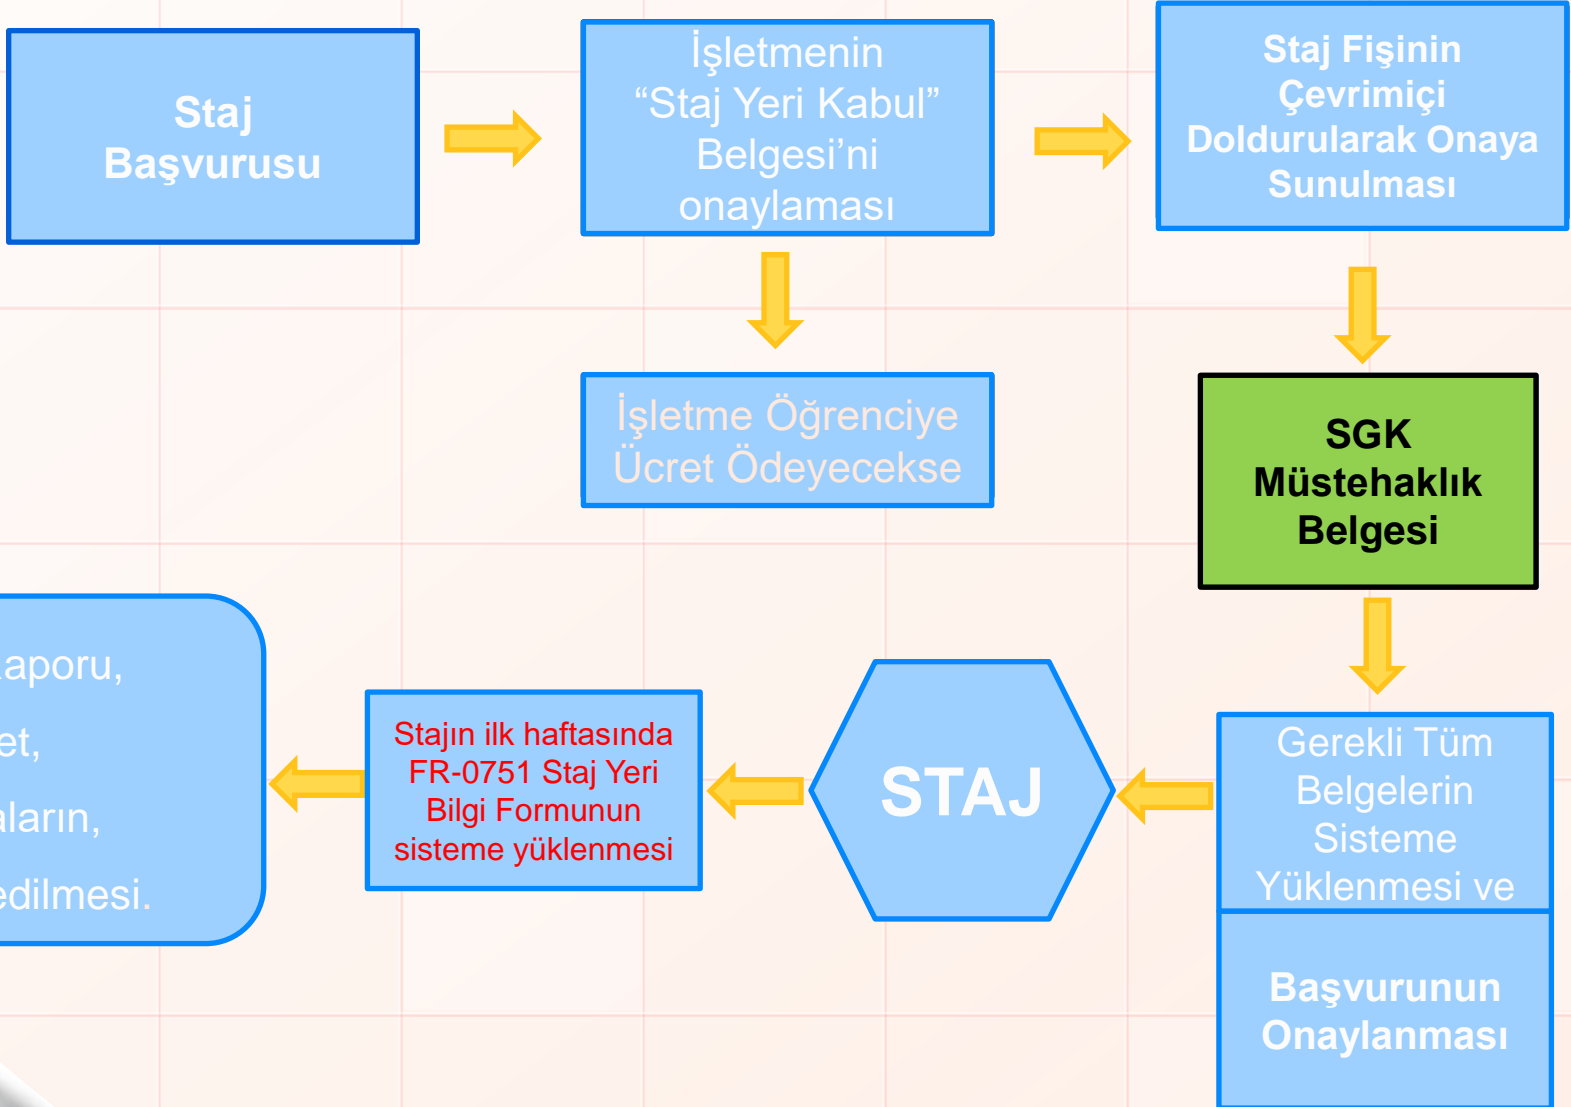 Staj
Başvurusu
İşletmenin
“Staj Yeri Kabul”
Belgesi’ni
onaylaması
Staj Fişinin
Çevrimiçi
Doldurularak Onaya
Sunulması
İşletme Öğrenciye
Ücret Ödeyecekse
SGK
Müstehaklık
Belgesi
Gerekli Tüm
Belgelerin
Sisteme
Yüklenmesi ve
Başvurunun
Onaylanması
STAJ
Stajın ilk haftasında
FR-0751 Staj Yeri
Bilgi Formunun
sisteme yüklenmesi
aporu,
et,
aların,
edilmesi.